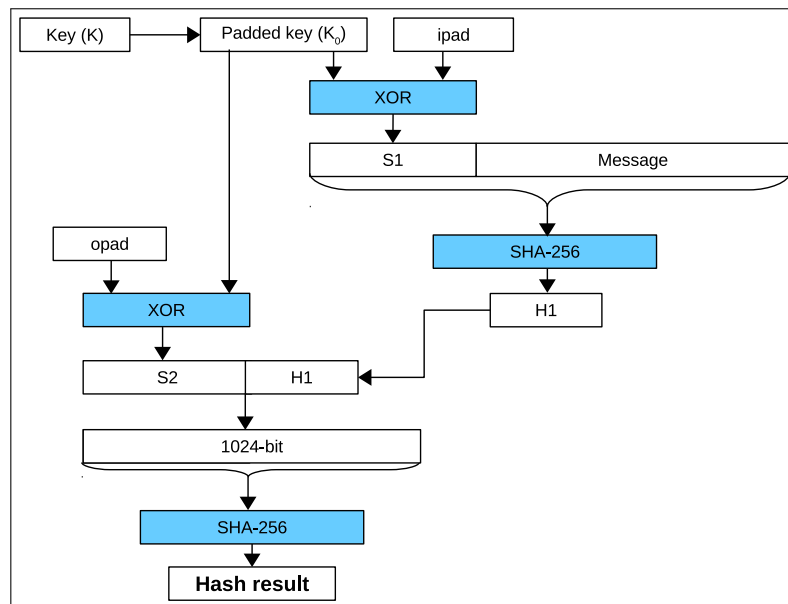 Key (K)
Padded key (K₀)
ipad
XOR
S1
Message
SHA-256
H1
opad
XOR
S2
H1
1024-bit
SHA-256
Hash result